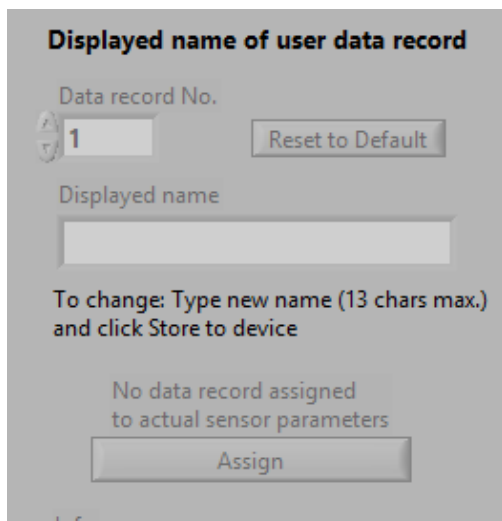 Displayed name of user data record
Data record No.
1
Reset to Default
Displayed name
To change: Type new name (13 chars max.)
and click Store to device
No data record assigned
to actual sensor parameters
Assign